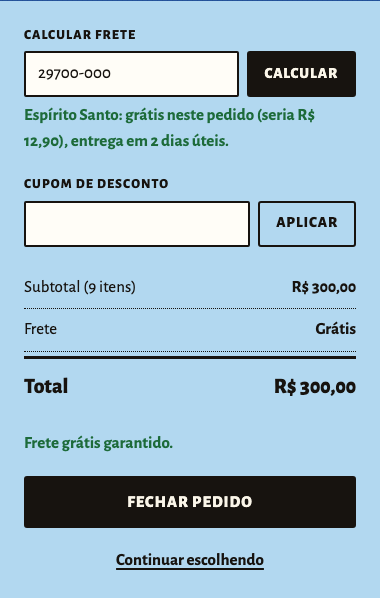 CALCULAR FRETE
29700-000 CALCULAR
Espírito Santo: grátis neste pedido (seria R$
12,90), entrega em 2 dias úteis.
CUPOM DE DESCONTO
APLICAR
Subtotal (9 itens) R$ 300,00
Frete Grátis
Total R$ 300,00
Frete grátis garantido.
FECHAR PEDIDO
Continuar escolhendo